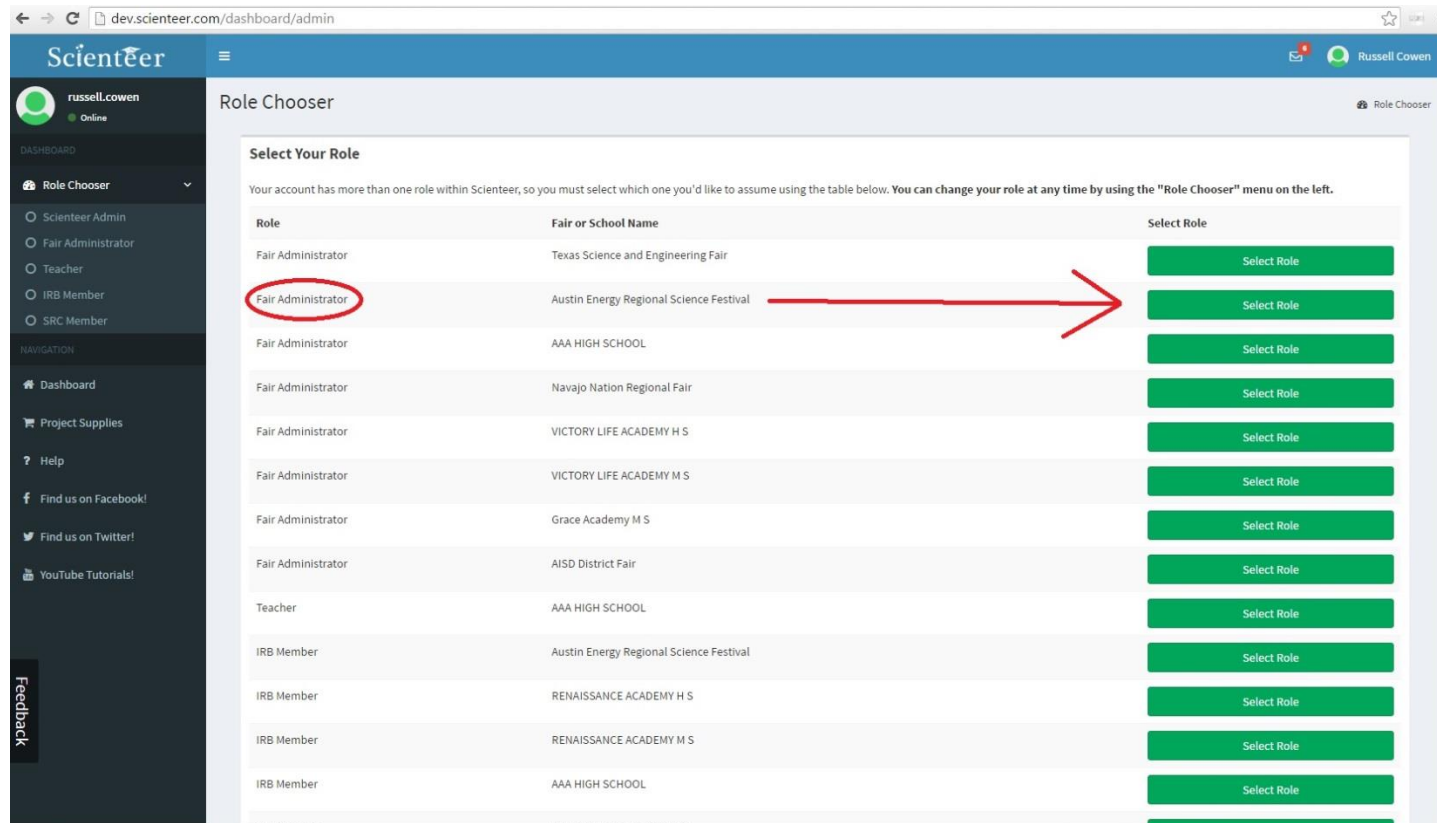 dev.scienteer.com/dashboard/admin
Scienteer
6
Russell Cowen
russell.cowen
Online
Role Chooser
Role Chooser
DASHBOARD
Role Chooser
Scienteer Admin
Fair Administrator
Teacher
IRB Member
SRC Member
NAVIGATION
Dashboard
Project Supplies
? Help
Find us on Facebook!
Find us on Twitter!
YouTube Tutorials!
Feedback
Select Your Role
Your account has more than one role within Scienteer, so you must select which one you'd like to assume using the table below. You can change your role at any time by using the "Role Chooser" menu on the left.
Role Fair or School Name Select Role
Fair Administrator Texas Science and Engineering Fair Select Role
Fair Administrator Austin Energy Regional Science Festival Select Role
Fair Administrator AAA HIGH SCHOOL Select Role
Fair Administrator Navajo Nation Regional Fair Select Role
Fair Administrator VICTORY LIFE ACADEMY H S Select Role
Fair Administrator VICTORY LIFE ACADEMY M S Select Role
Fair Administrator Grace Academy M S Select Role
Fair Administrator AISD District Fair Select Role
Teacher AAA HIGH SCHOOL Select Role
IRB Member Austin Energy Regional Science Festival Select Role
IRB Member RENAISSANCE ACADEMY H S Select Role
IRB Member RENAISSANCE ACADEMY M S Select Role
IRB Member AAA HIGH SCHOOL Select Role